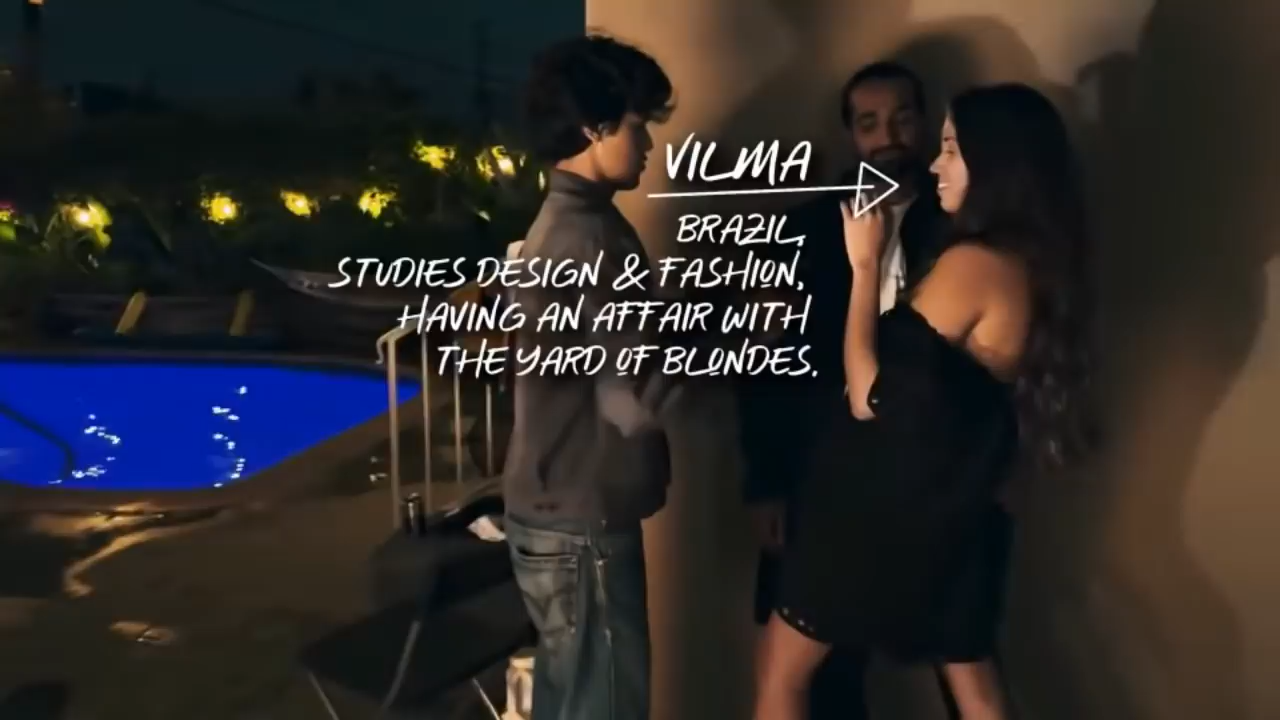 VILMA
BRAZIL,
STUDIES DESIGN & FASHION,
HAVING AN AFFAIR WITH
THE YARD OF BLONDES.